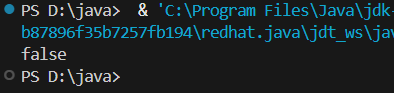 PS D:\java>  & 'C:\Program Files\Java\jdk-
b87896f35b7257fb194\redhat.java\jdt_ws\jav
false
PS D:\java>